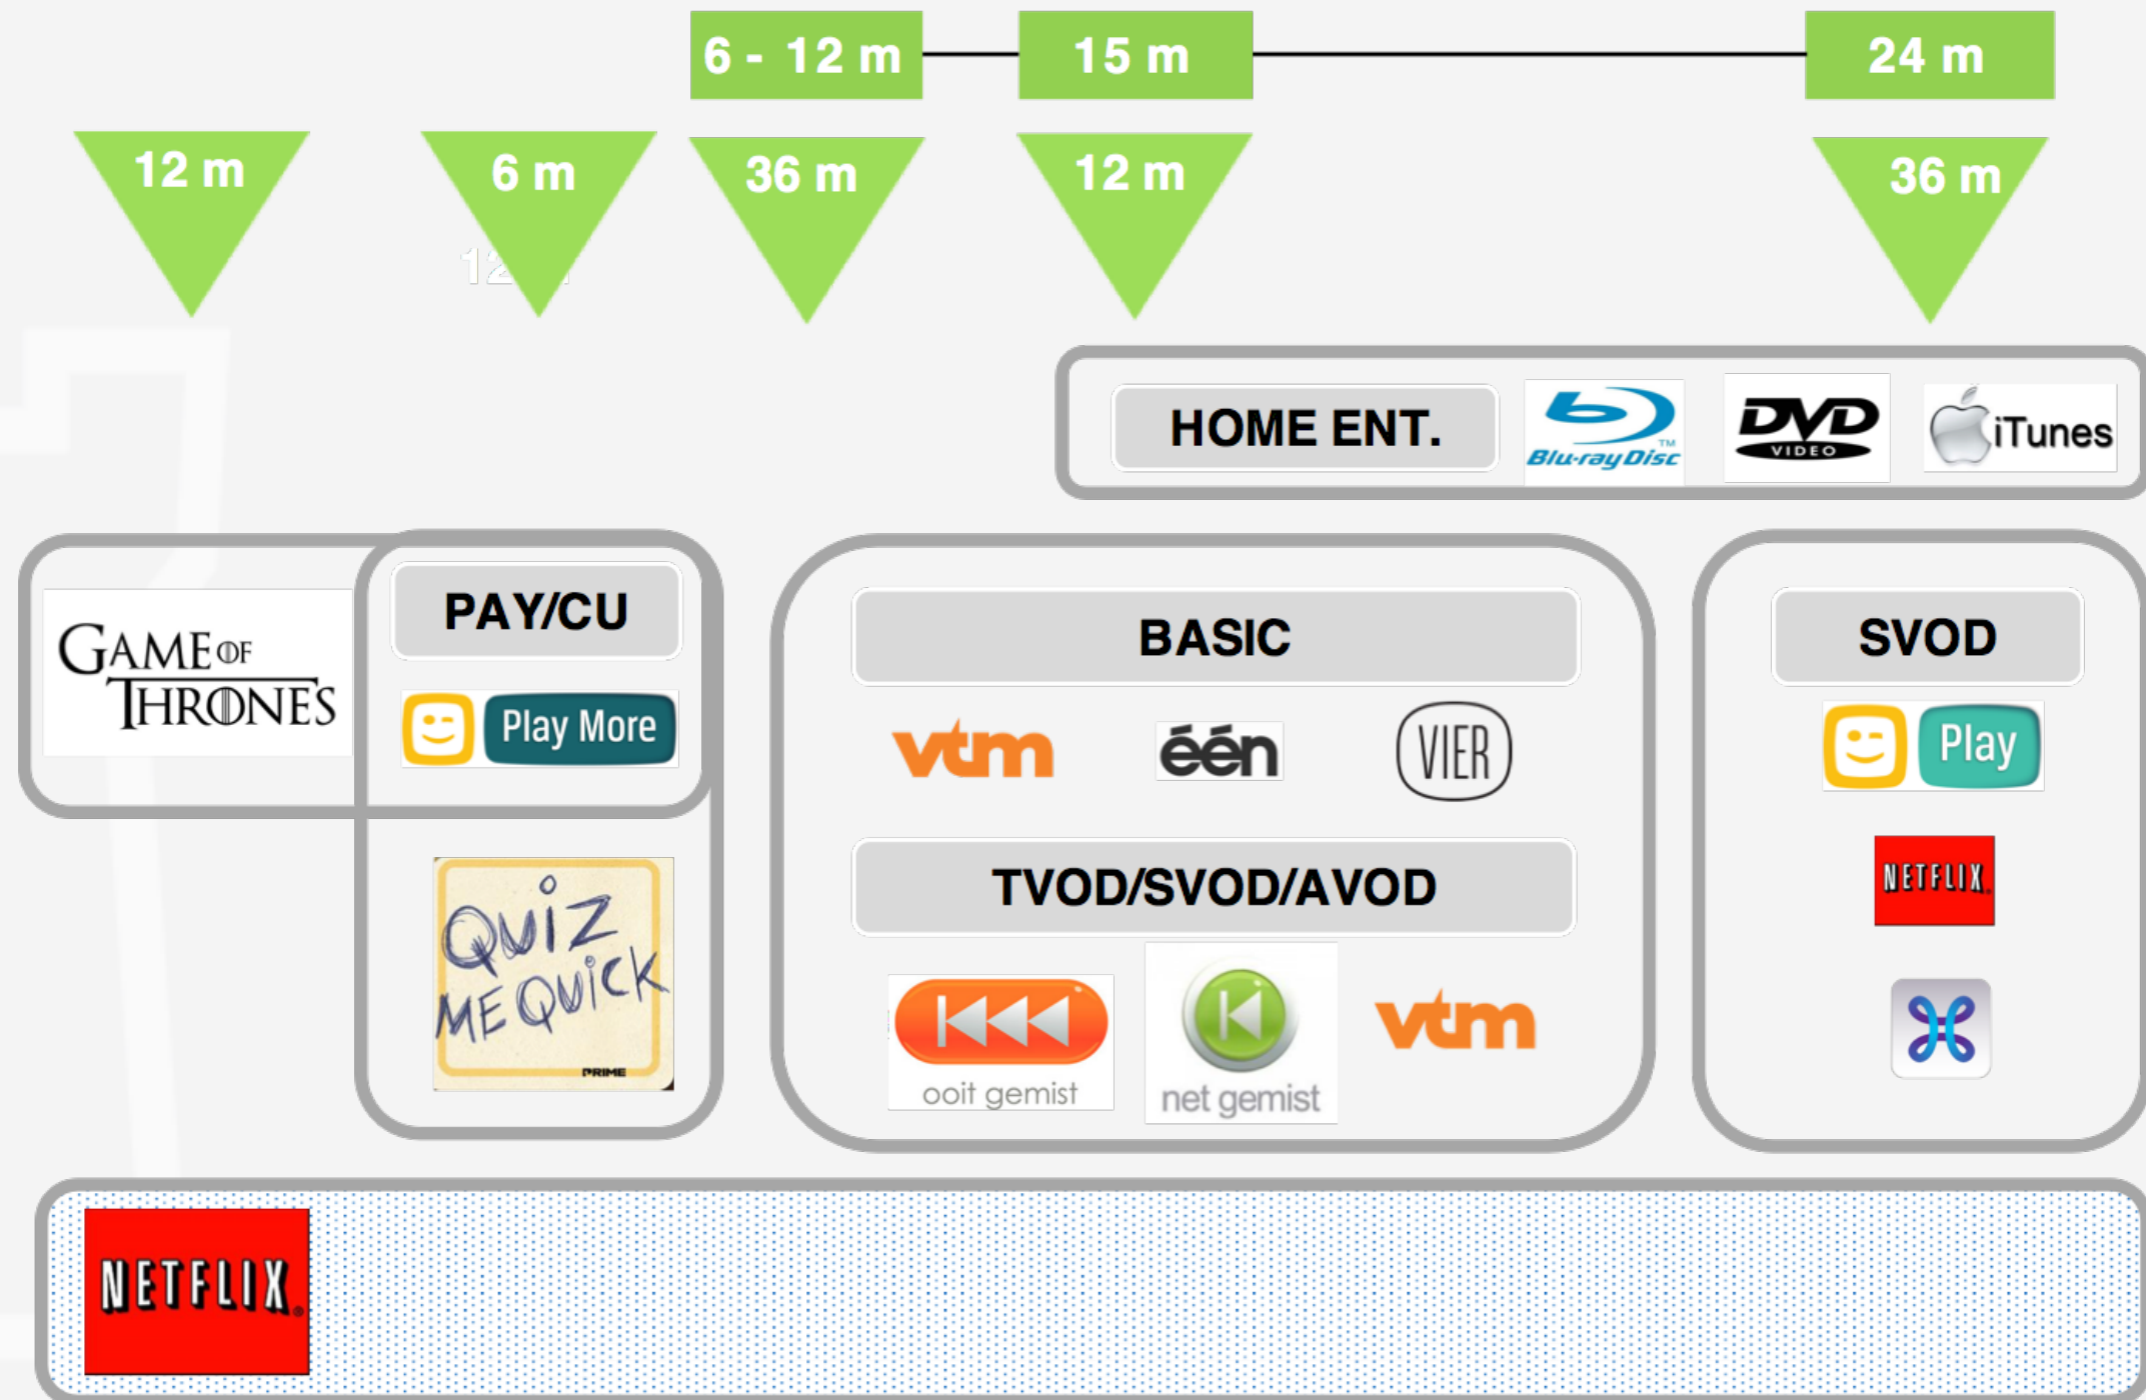 6 - 12 m
15 m
24 m
12 m
6 m
36 m
12 m
36 m
HOME ENT.
Blu-ray Disc
TM
DVD
VIDEO
iTunes
GAME OF
THRONES
PAY/CU
Play More
QUIZ
ME QUICK
PRIME
BASIC
vtm
één
VIER
TVOD/SVOD/AVOD
ooit gemist
net gemist
vtm
SVOD
Play
NETFLIX
NETFLIX